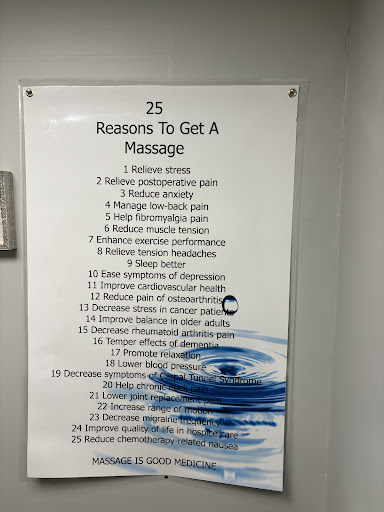 25
Reasons To Get A
Massage
1 Relieve stress
2 Relieve postoperative pain
3 Reduce anxiety
4 Manage low-back pain
5 Help fibromyalgia pain
6 Reduce muscle tension
7 Enhance exercise performance
8 Relieve tension headaches
9 Sleep better
10 Ease symptoms of depression
11 Improve cardiovascular health
12 Reduce pain of osteoarthritis
13 Decrease stress in cancer patients
14 Improve balance in older adults
15 Decrease rheumatoid arthritis pain
16 Temper effects of dementia
17 Promote relaxation
18 Lower blood pressure
19 Decrease symptoms of Carpal Tunnel Syndrome
20 Help chronic neck pain
21 Lower joint replacement pain
22 Increase range of motion
23 Decrease migraine frequency
24 Improve quality of life in hospice care
25 Reduce chemotherapy-related nausea
MASSAGE IS GOOD MEDICINE